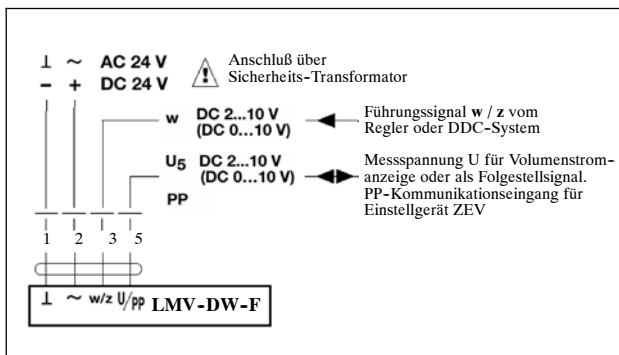 ⊥ ~ AC 24 V
– + DC 24 V
Anschluß über
Sicherheits-Transformator
w DC 2...10 V
(DC 0...10 V)
Führungssignal w / z vom
Regler oder DDC-System
U5 DC 2...10 V
(DC 0...10 V)
PP
Messspannung U für Volumenstrom-
anzeige oder als Folgestellsignal.
PP-Kommunikationseingang für
Einstellgerät ZEV
1 2 3 5
⊥ ~ w/z U/pp LMV-DW-F